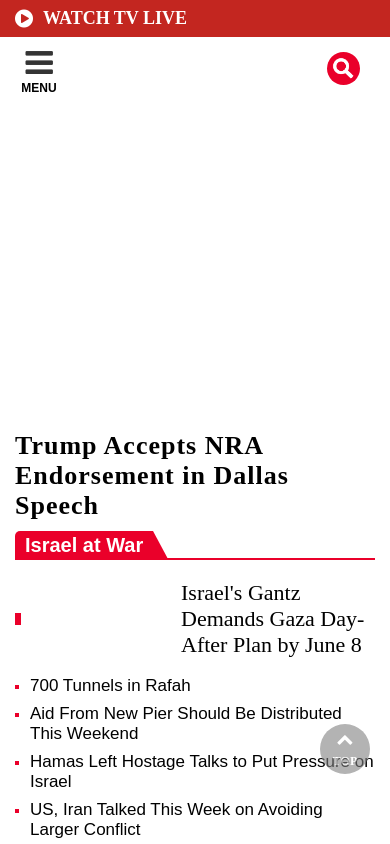 WATCH TV LIVE
MENU
Trump Accepts NRA
Endorsement in Dallas
Speech
Israel at War
Israel's Gantz
Demands Gaza Day-
After Plan by June 8
700 Tunnels in Rafah
Aid From New Pier Should Be Distributed
This Weekend
TOP
Hamas Left Hostage Talks to Put Pressure on
Israel
US, Iran Talked This Week on Avoiding
Larger Conflict